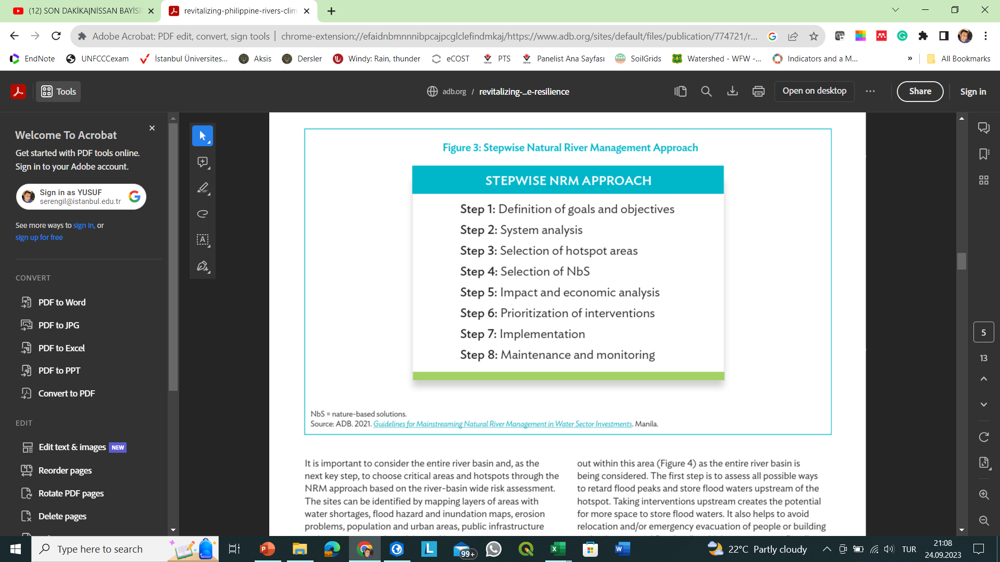 (12) SON DAKİKA|NİSSAN BAYİSİ
revitalizing-philippine-rivers-clim
Adobe Acrobat: PDF edit, convert, sign tools | chrome-extension://efaidnbmnnnibpcajpcglclefindmkaj/https://www.adb.org/sites/default/files/publication/774721/r...
EndNote UNFCCCexam İstanbul Üniversites... Aksis Dersler Windy: Rain, thunder eCOST PTS Panelist Ana Sayfası SoilGrids Watershed - WFW -... Indicators and a M... » All Bookmarks
Tools
adb.org / revitalizing-...e-resilience
Open on desktop
Share
Sign in
Welcome To Acrobat
Get started with PDF tools online.
Sign in to your Adobe account.
Sign in as YUSUF
serengil@istanbul.edu.tr
See more ways to sign in, or
sign up for free
CONVERT
PDF to Word
PDF to JPG
PDF to Excel
PDF to PPT
Convert to PDF
EDIT
Edit text & images NEW
Reorder pages
Rotate PDF pages
Delete pages
Figure 3: Stepwise Natural River Management Approach
STEPWISE NRM APPROACH
Step 1: Definition of goals and objectives
Step 2: System analysis
Step 3: Selection of hotspot areas
Step 4: Selection of NbS
Step 5: Impact and economic analysis
Step 6: Prioritization of interventions
Step 7: Implementation
Step 8: Maintenance and monitoring
NbS = nature-based solutions.
Source: ADB. 2021. Guidelines for Mainstreaming Natural River Management in Water Sector Investments. Manila.
It is important to consider the entire river basin and, as the
next key step, to choose critical areas and hotspots through the
NRM approach based on the river-basin wide risk assessment.
The sites can be identified by mapping layers of areas with
water shortages, flood hazard and inundation maps, erosion
problems, population and urban areas, public infrastructure
out within this area (Figure 4) as the entire river basin is
being considered. The first step is to assess all possible ways
to retard flood peaks and store flood waters upstream of the
hotspot. Taking interventions upstream creates the potential
for more space to store flood waters. It also helps to avoid
relocation and/or emergency evacuation of people or building
5
13
Type here to search
99+
22°C Partly cloudy
TUR
21:08
24.09.2023